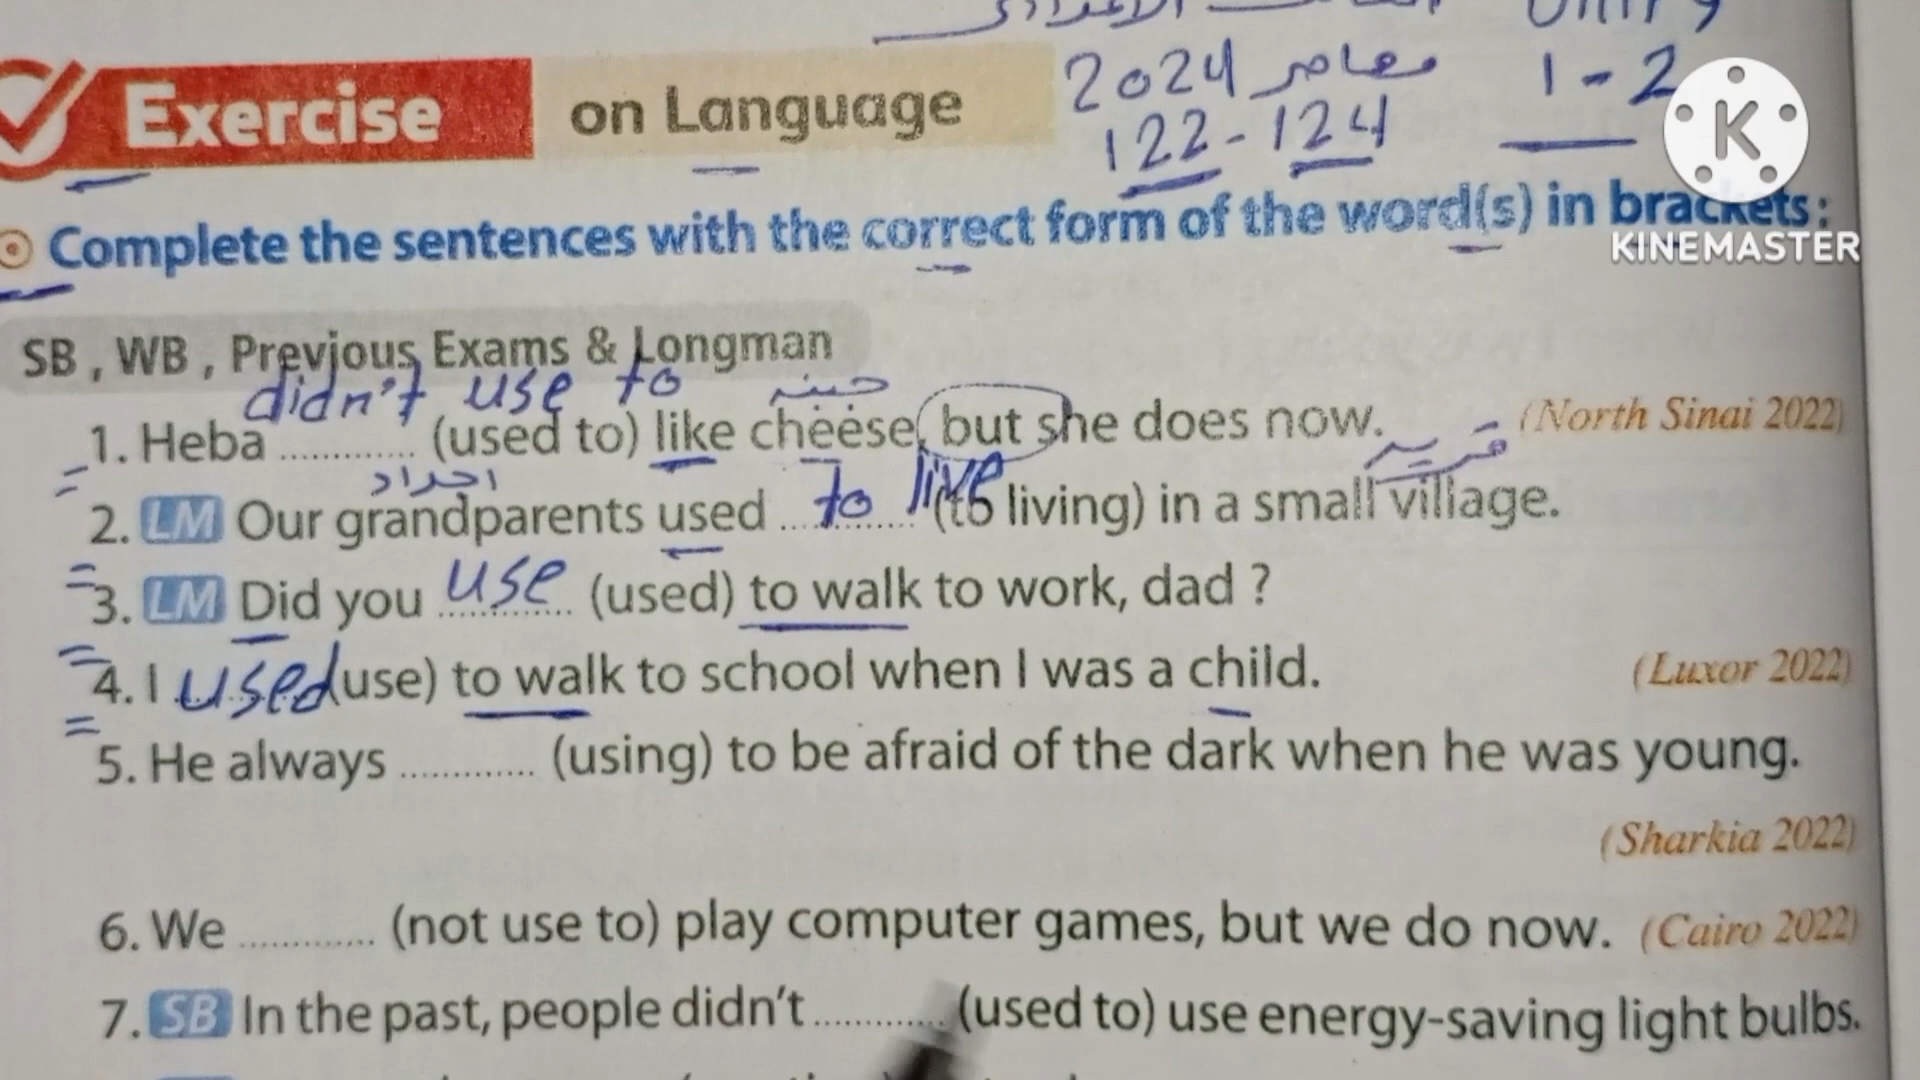 2024 معاصر 1-2
Exercise on Language 122-124
K
Complete the sentences with the correct form of the word(s) in brackets:
KINEMASTER
SB , WB , Previous Exams & Longman
didn't use to جبنه
1. Heba ............ (used to) like cheese, but she does now. (North Sinai 2022)
اجداد to live قريه
2. LM Our grandparents used ............ (to living) in a small village.
3. LM Did you use (used) to walk to work, dad ?
4. I used (use) to walk to school when I was a child. (Luxor 2022)
5. He always ............ (using) to be afraid of the dark when he was young.
(Sharkia 2022)
6. We ............ (not use to) play computer games, but we do now. (Cairo 2022)
7. SB In the past, people didn't ............ (used to) use energy-saving light bulbs.